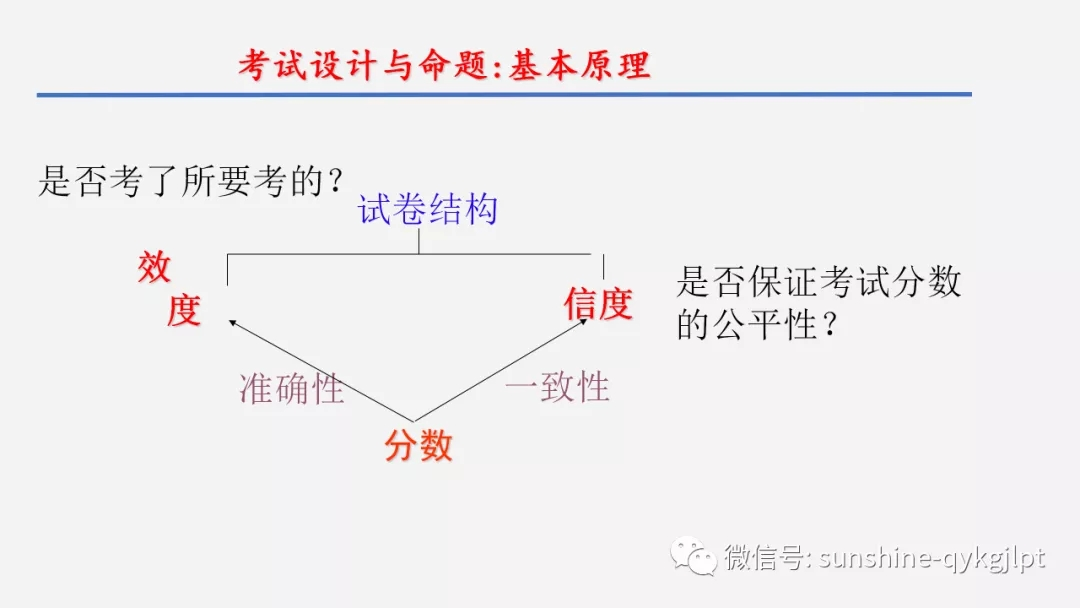 考试设计与命题:基本原理
是否考了所要考的？
试卷结构
效
度
信度
是否保证考试分数
的公平性？
准确性
一致性
分数
微信号: sunshine-qykgjlpt